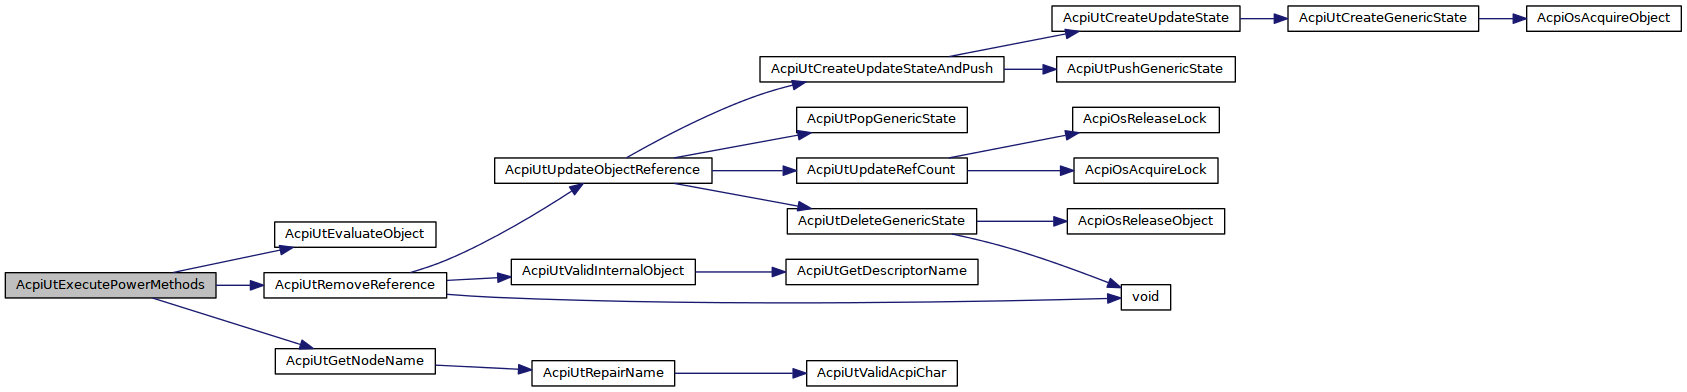 AcpiUtCreateUpdateState
AcpiUtCreateGenericState
AcpiOsAcquireObject
AcpiUtCreateUpdateStateAndPush
AcpiUtPushGenericState
AcpiUtPopGenericState
AcpiOsReleaseLock
AcpiUtUpdateObjectReference
AcpiUtUpdateRefCount
AcpiOsAcquireLock
AcpiUtDeleteGenericState
AcpiOsReleaseObject
AcpiUtEvaluateObject
AcpiUtValidInternalObject
AcpiUtGetDescriptorName
AcpiUtExecutePowerMethods
AcpiUtRemoveReference
void
AcpiUtGetNodeName
AcpiUtRepairName
AcpiUtValidAcpiChar